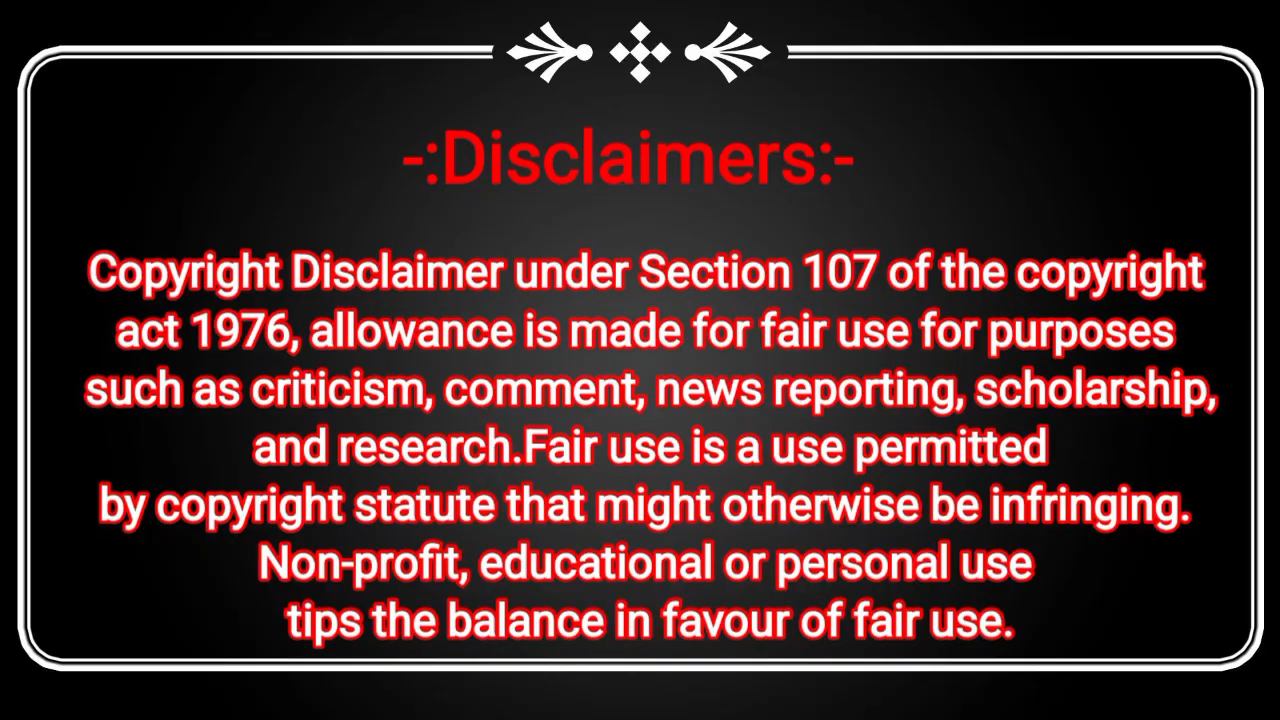 -:Disclaimers:-
Copyright Disclaimer under Section 107 of the copyright
act 1976, allowance is made for fair use for purposes
such as criticism, comment, news reporting, scholarship,
and research.Fair use is a use permitted
by copyright statute that might otherwise be infringing.
Non-profit, educational or personal use
tips the balance in favour of fair use.